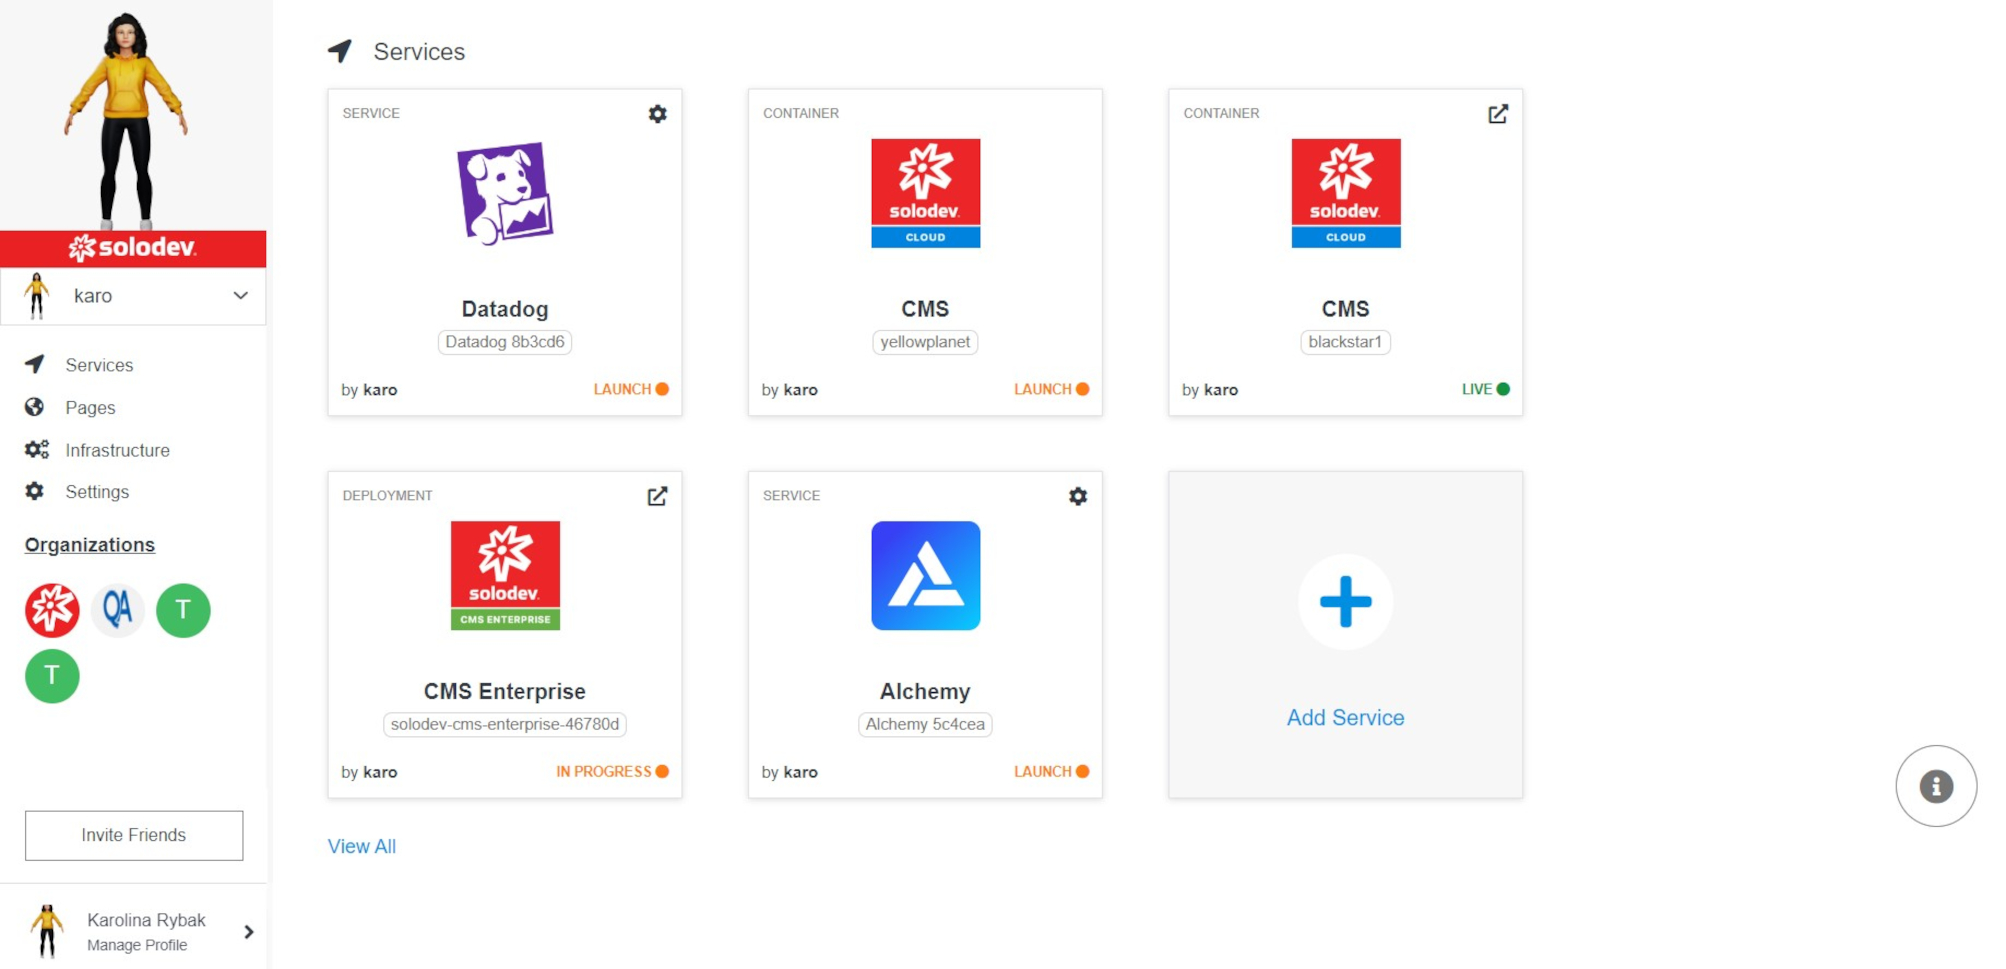 solodev.
karo
Services
Pages
Infrastructure
Settings
Organizations
QA
T
T
Invite Friends
Karolina Rybak
Manage Profile
Services
SERVICE
Datadog
Datadog 8b3cd6
by karo
LAUNCH
CONTAINER
solodev.
CLOUD
CMS
yellowplanet
by karo
LAUNCH
CONTAINER
solodev.
CLOUD
CMS
blackstar1
by karo
LIVE
DEPLOYMENT
solodev.
CMS ENTERPRISE
CMS Enterprise
solodev-cms-enterprise-46780d
by karo
IN PROGRESS
SERVICE
Alchemy
Alchemy 5c4cea
by karo
LAUNCH
Add Service
View All